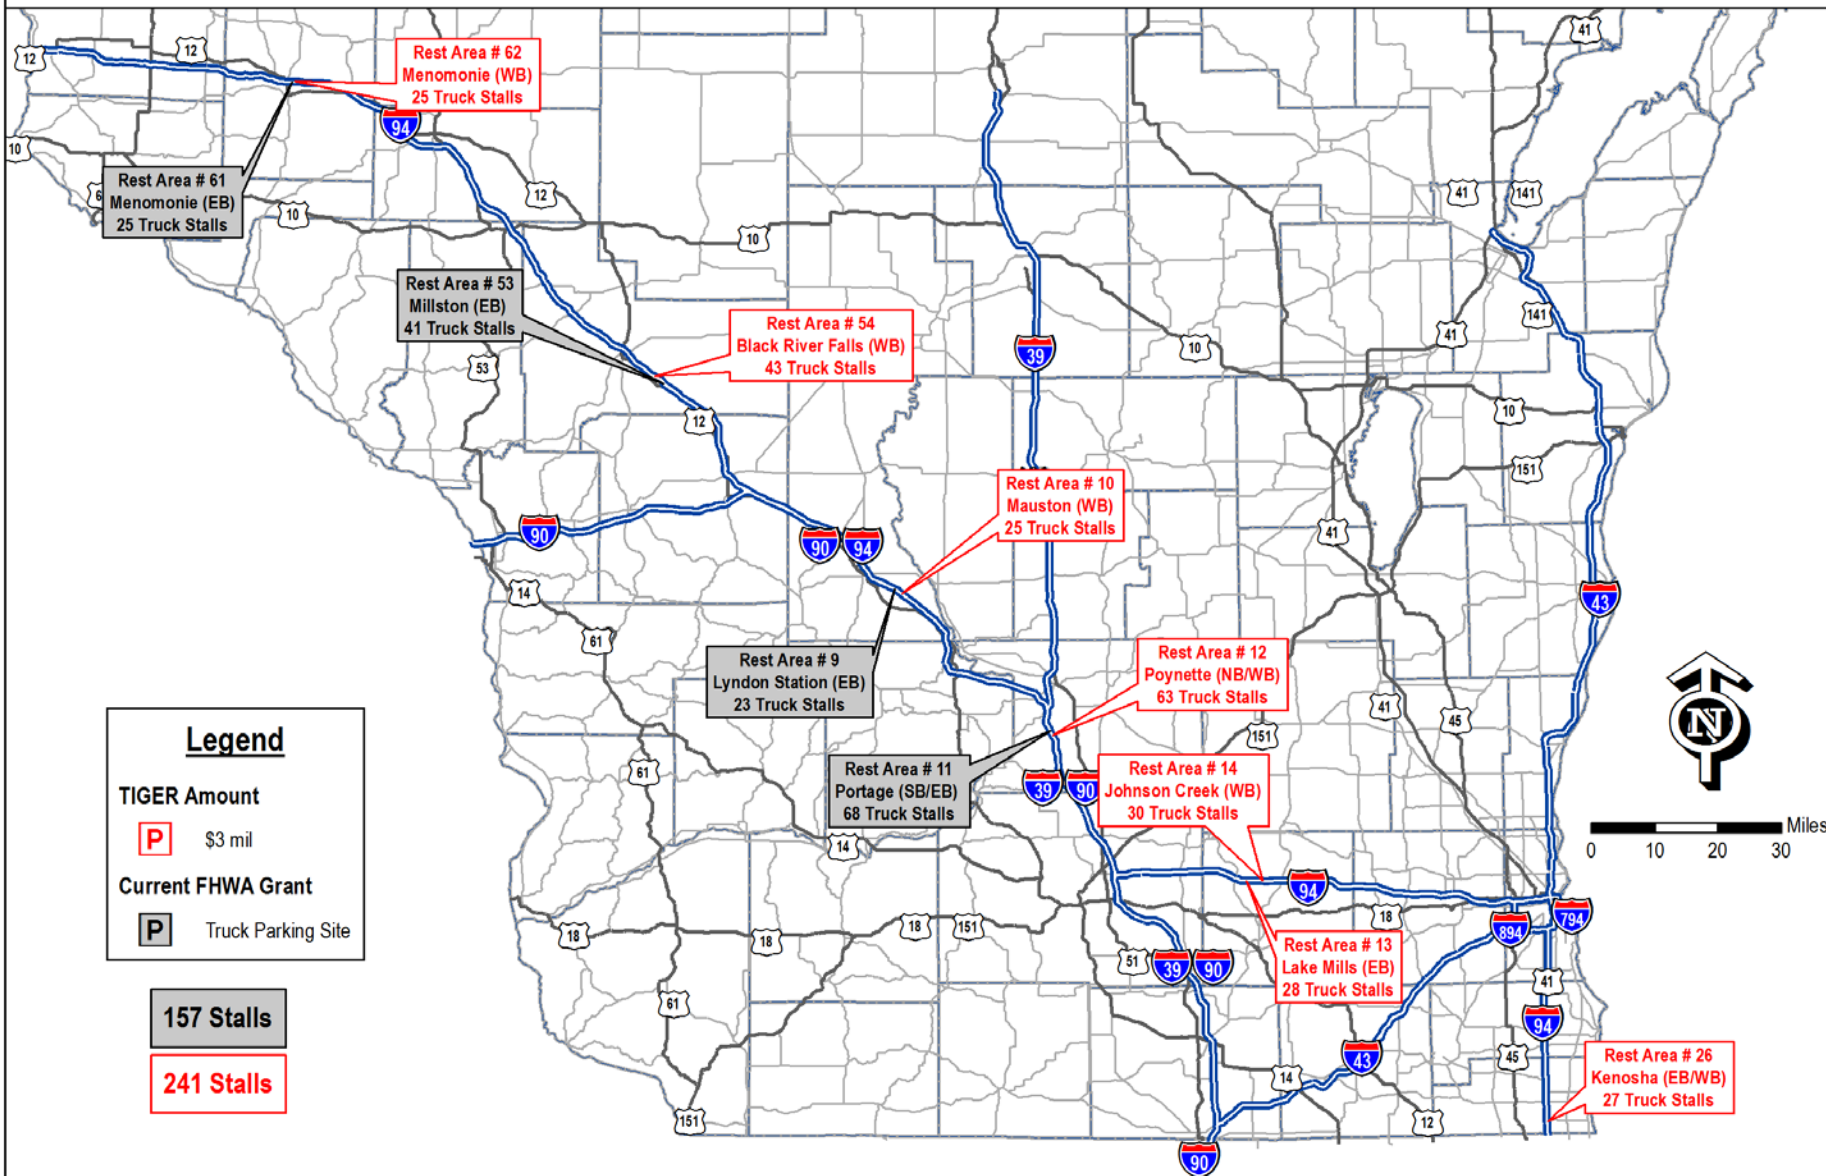 12
12
Rest Area # 62
Menomonie (WB)
25 Truck Stalls
41
94
10
Rest Area # 61
Menomonie (EB)
25 Truck Stalls
12
10
10
41
141
Rest Area # 53
Millston (EB)
41 Truck Stalls
Rest Area # 54
Black River Falls (WB)
43 Truck Stalls
39
10
41
141
53
12
10
151
Rest Area # 10
Mauston (WB)
25 Truck Stalls
90
90
94
41
14
61
43
Rest Area # 9
Lyndon Station (EB)
23 Truck Stalls
Rest Area # 12
Poynette (NB/WB)
63 Truck Stalls
41
45
151
N
Legend
TIGER Amount
P $3 mil
Current FHWA Grant
P Truck Parking Site
61
Rest Area # 11
Portage (SB/EB)
68 Truck Stalls
39
90
Rest Area # 14
Johnson Creek (WB)
30 Truck Stalls
Miles
0 10 20 30
14
94
18
18
18
151
18
894
794
51
39
90
Rest Area # 13
Lake Mills (EB)
28 Truck Stalls
41
157 Stalls
241 Stalls
61
94
43
45
14
Rest Area # 26
Kenosha (EB/WB)
27 Truck Stalls
151
12
90